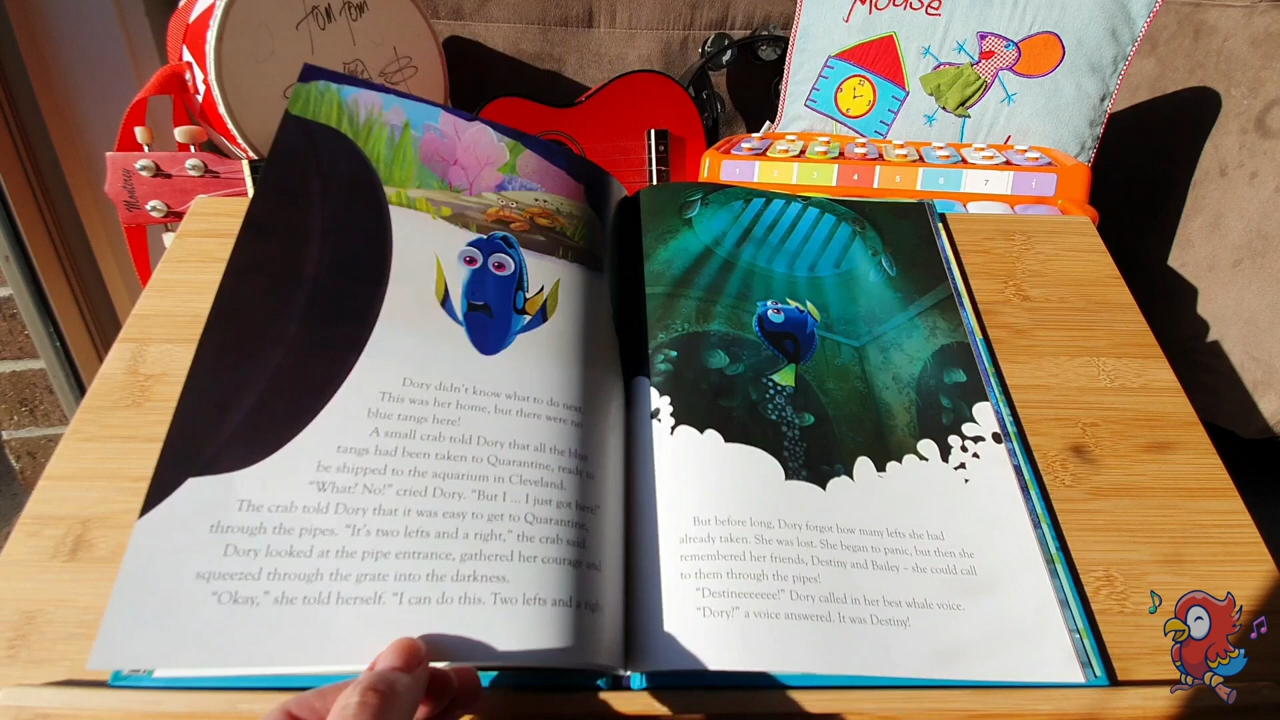 TOM TOM
Mouse
Monterey
1 2 3 4 5 6 7 i
Dory didn't know what to do next.
This was her home, but there were no
blue tangs here!
A small crab told Dory that all the blue
tangs had been taken to Quarantine, ready to
be shipped to the aquarium in Cleveland.
"What? No!" cried Dory. "But I ... I just got here!"
The crab told Dory that it was easy to get to Quarantine,
through the pipes. "It's two lefts and a right," the crab said.
Dory looked at the pipe entrance, gathered her courage and
squeezed through the grate into the darkness.
"Okay," she told herself. "I can do this. Two lefts and a
But before long, Dory forgot how many lefts she had
already taken. She was lost. She began to panic, but then she
remembered her friends, Destiny and Bailey – she could call
to them through the pipes!
"Destineeeeee!" Dory called in her best whale voice.
"Dory?" a voice answered. It was Destiny!